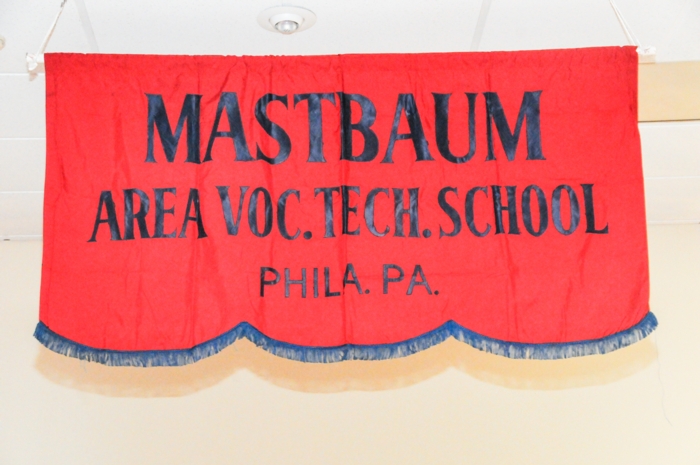 MASTBAUM
AREA VOC. TECH. SCHOOL
PHILA. PA.